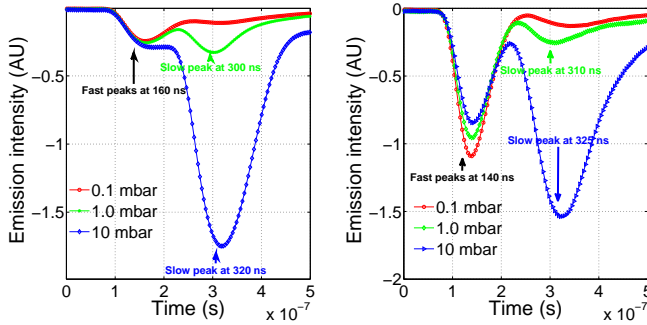 0
−0.5
−1
−1.5
Emission intensity (AU)
Slow peak at 300 ns
Fast peaks at 160 ns
0.1 mbar
1.0 mbar
10 mbar
Slow peak at 320 ns
0 1 2 3 4 5
Time (s)
x 10⁻⁷
0
−0.5
−1
−1.5
−2
Emission intensity (AU)
Slow peak at 310 ns
Slow peak at 325 ns
Fast peaks at 140 ns
0.1 mbar
1.0 mbar
10 mbar
0 1 2 3 4 5
Time (s)
x 10⁻⁷